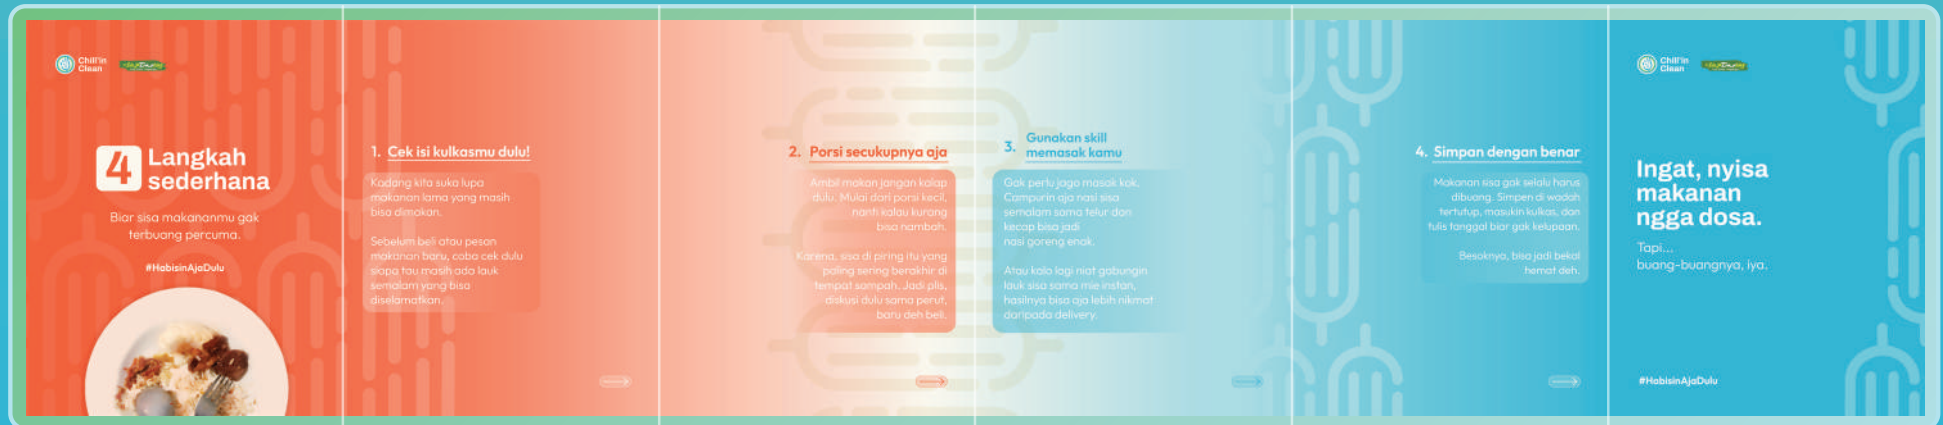 Chill'in
Clean
4 Langkah
sederhana
Biar sisa makananmu gak
terbuang percuma.
#HabisinAjaDulu
1. Cek isi kulkasmu dulu!
Kadang kita suka lupa
makanan lama yang masih
bisa dimakan.
Sebelum beli atau pesan
makanan baru, coba cek dulu
siapa tau masih ada lauk
semalam yang bisa
diselamatkan.
2. Porsi secukupnya aja
Ambil makan jangan kalap
dulu. Mulai dari porsi kecil,
nanti kalau kurang
bisa nambah.
Karena, sisa di piring itu yang
paling sering berakhir di
tempat sampah. Jadi plis,
diskusi dulu sama perut,
baru deh beli.
3. Gunakan skill
memasak kamu
Gak perlu jago masak kok.
Campurin aja nasi sisa
semalam sama telur dan
kecap bisa jadi
nasi goreng enak.
Atau kalo lagi niat gabungin
lauk sisa sama mie instan,
hasilnya bisa aja lebih nikmat
daripada delivery.
4. Simpan dengan benar
Makanan sisa gak selalu harus
dibuang. Simpen di wadah
tertutup, masukin kulkas, dan
tulis tanggal biar gak kelupaan.
Besoknya, bisa jadi bekal
hemat deh.
Chill'in
Clean
Ingat, nyisa
makanan
ngga dosa.
Tapi...
buang-buangnya, iya.
#HabisinAjaDulu